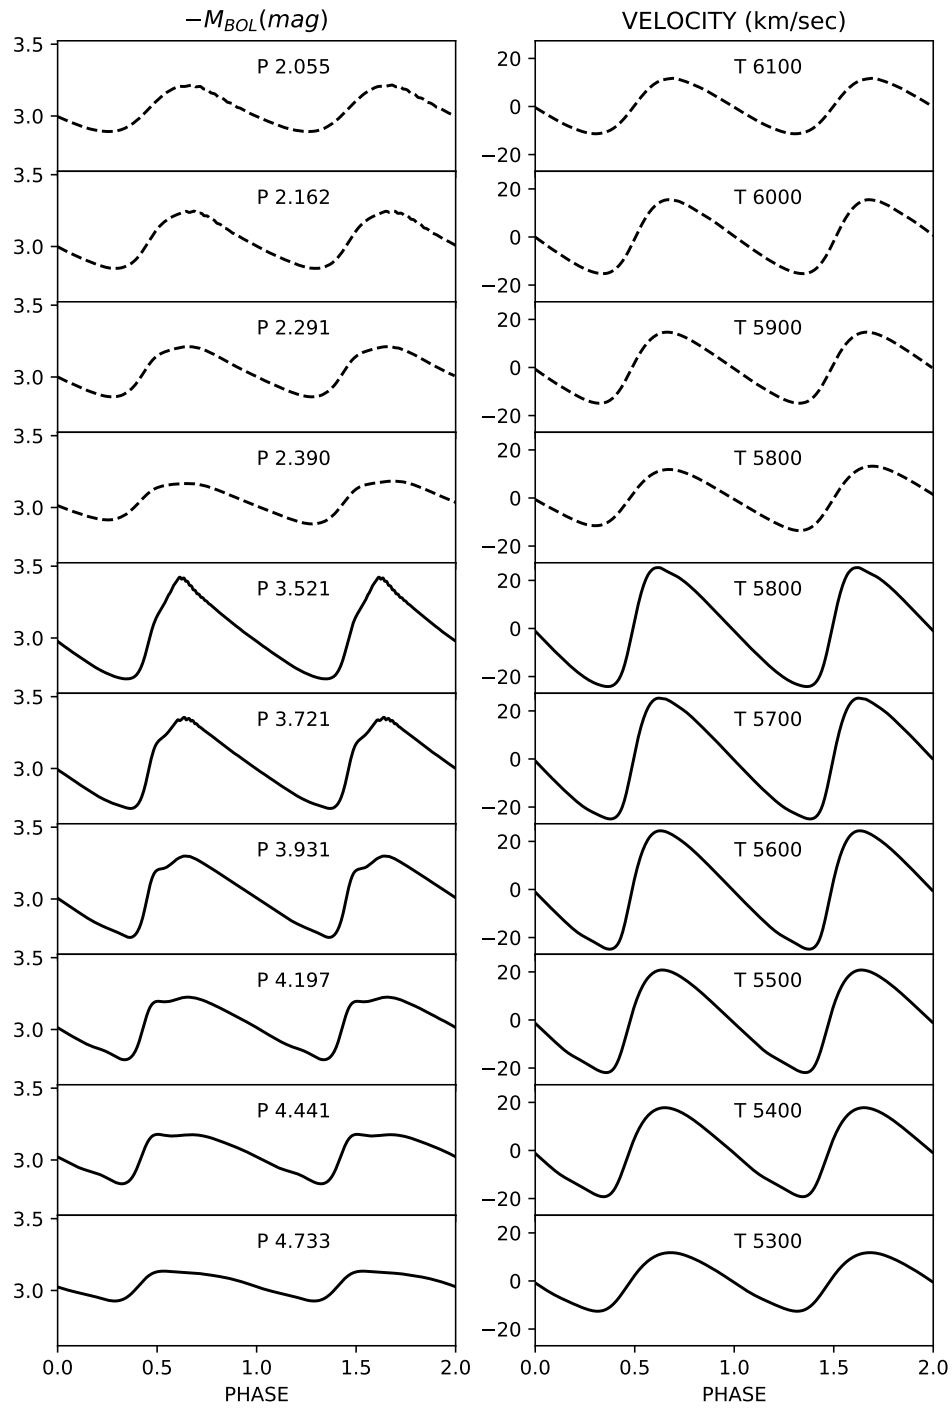 −M_BOL(mag) VELOCITY (km/sec)
3.5 20
P 2.055 T 6100
3.0 0
−20
3.5 20
P 2.162 T 6000
3.0 0
−20
3.5 20
P 2.291 T 5900
3.0 0
−20
3.5 20
P 2.390 T 5800
3.0 0
−20
3.5 20
P 3.521 T 5800
3.0 0
−20
3.5 20
P 3.721 T 5700
3.0 0
−20
3.5 20
P 3.931 T 5600
3.0 0
−20
3.5 20
P 4.197 T 5500
3.0 0
−20
3.5 20
P 4.441 T 5400
3.0 0
−20
3.5 20
P 4.733 T 5300
3.0 0
−20
0.0 0.5 1.0 1.5 2.0 0.0 0.5 1.0 1.5 2.0
PHASE PHASE